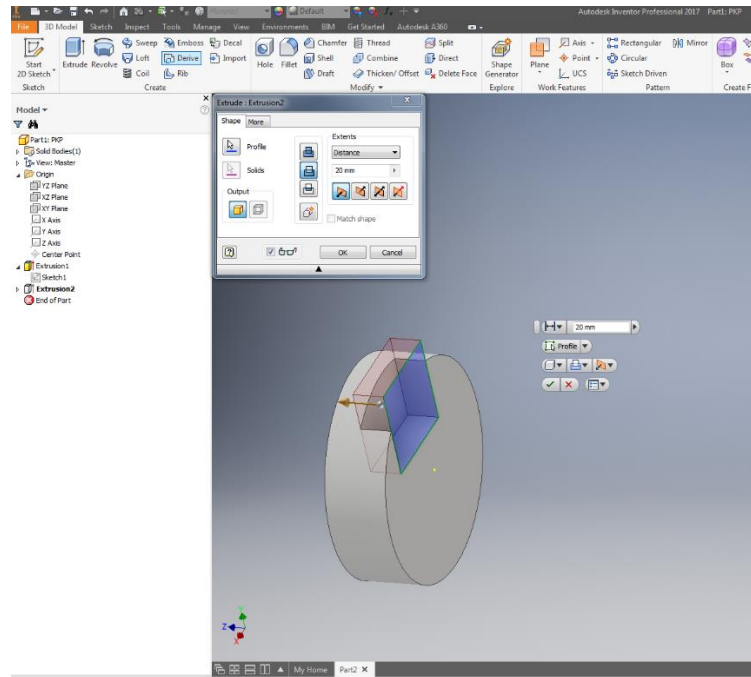 Default
Autodesk Inventor Professional 2017 Part1: PKP
File 3D Model Sketch Inspect Tools Manage View Environments BIM Get Started Autodesk A360
Start
2D Sketch
Extrude Revolve
Sweep Emboss Decal
Loft Derive Import
Coil Rib
Hole Fillet
Chamfer Thread Split
Shell Combine Direct
Draft Thicken/ Offset Delete Face
Shape
Generator
Plane
Axis
Point
UCS
Rectangular Mirror
Circular
Sketch Driven
Box
Sketch Create Modify Explore Work Features Pattern Create F
Model
Part1: PKP
Solid Bodies(1)
View: Master
Origin
YZ Plane
XZ Plane
XY Plane
X Axis
Y Axis
Z Axis
Center Point
Extrusion1
Sketch1
Extrusion2
End of Part
Extrude : Extrusion2
Shape More
Profile
Solids
Output
Extents
Distance
20 mm
Match shape
OK Cancel
20 mm
Profile
Y
Z
X
My Home Part2